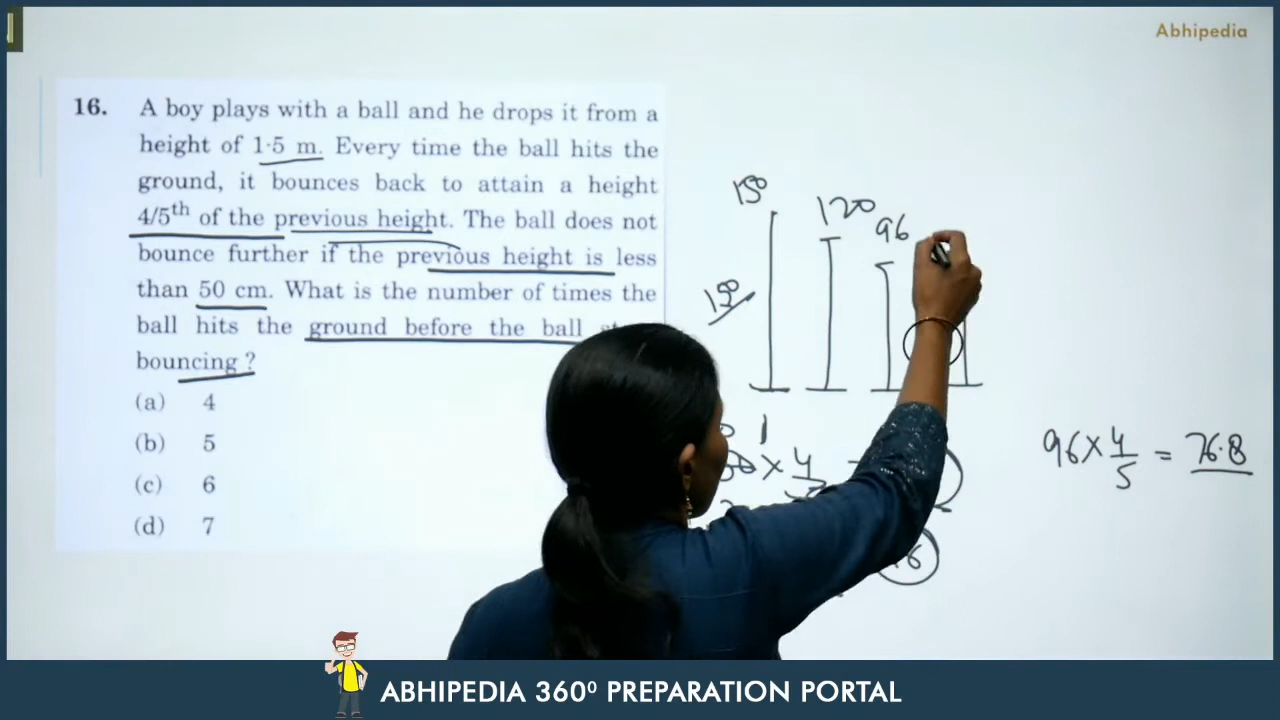 Abhipedia
16. A boy plays with a ball and he drops it from a
height of 1·5 m. Every time the ball hits the
ground, it bounces back to attain a height
4/5th of the previous height. The ball does not
bounce further if the previous height is less
than 50 cm. What is the number of times the
ball hits the ground before the ball
bouncing ?
(a) 4
(b) 5
(c) 6
(d) 7
150
120
96
150
96 × 4/5 = 76.8
× 4
ABHIPEDIA 360⁰ PREPARATION PORTAL